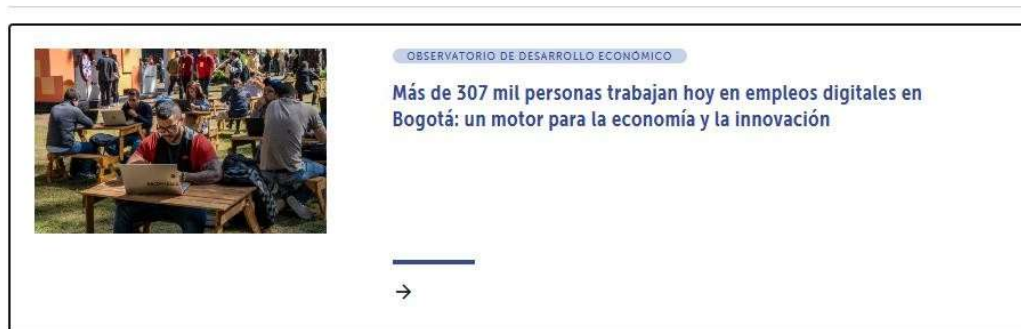 OBSERVATORIO DE DESARROLLO ECONÓMICO
Más de 307 mil personas trabajan hoy en empleos digitales en
Bogotá: un motor para la economía y la innovación